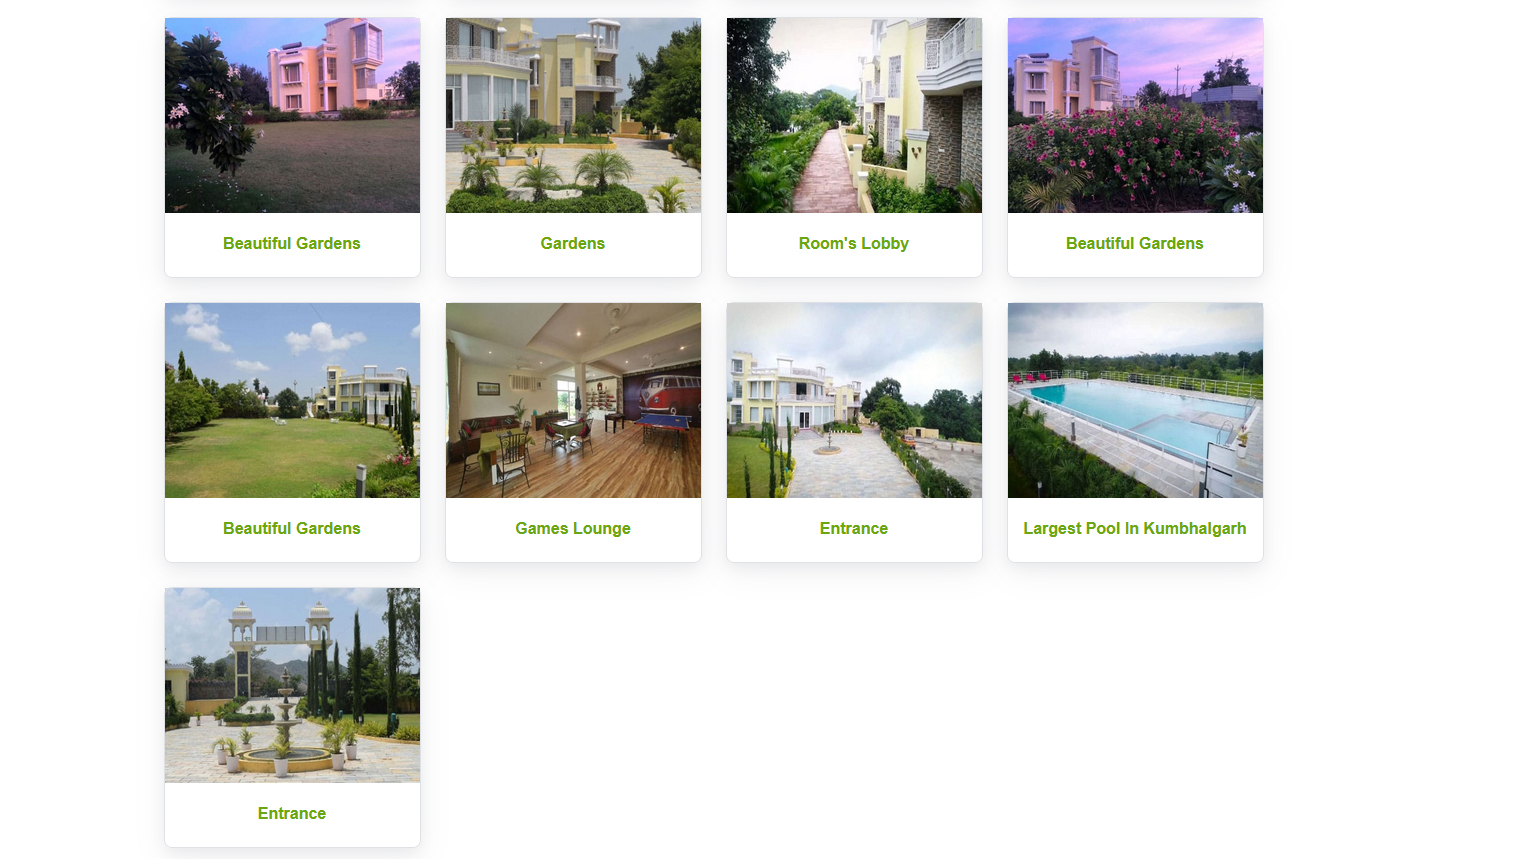 Beautiful Gardens
Gardens
Room's Lobby
Beautiful Gardens
Beautiful Gardens
Games Lounge
Entrance
Largest Pool In Kumbhalgarh
Entrance